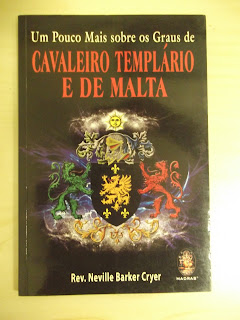 Um Pouco Mais sobre os Graus de
CAVALEIRO TEMPLÁRIO
E DE MALTA
Rev. Neville Barker Cryer
MADRAS